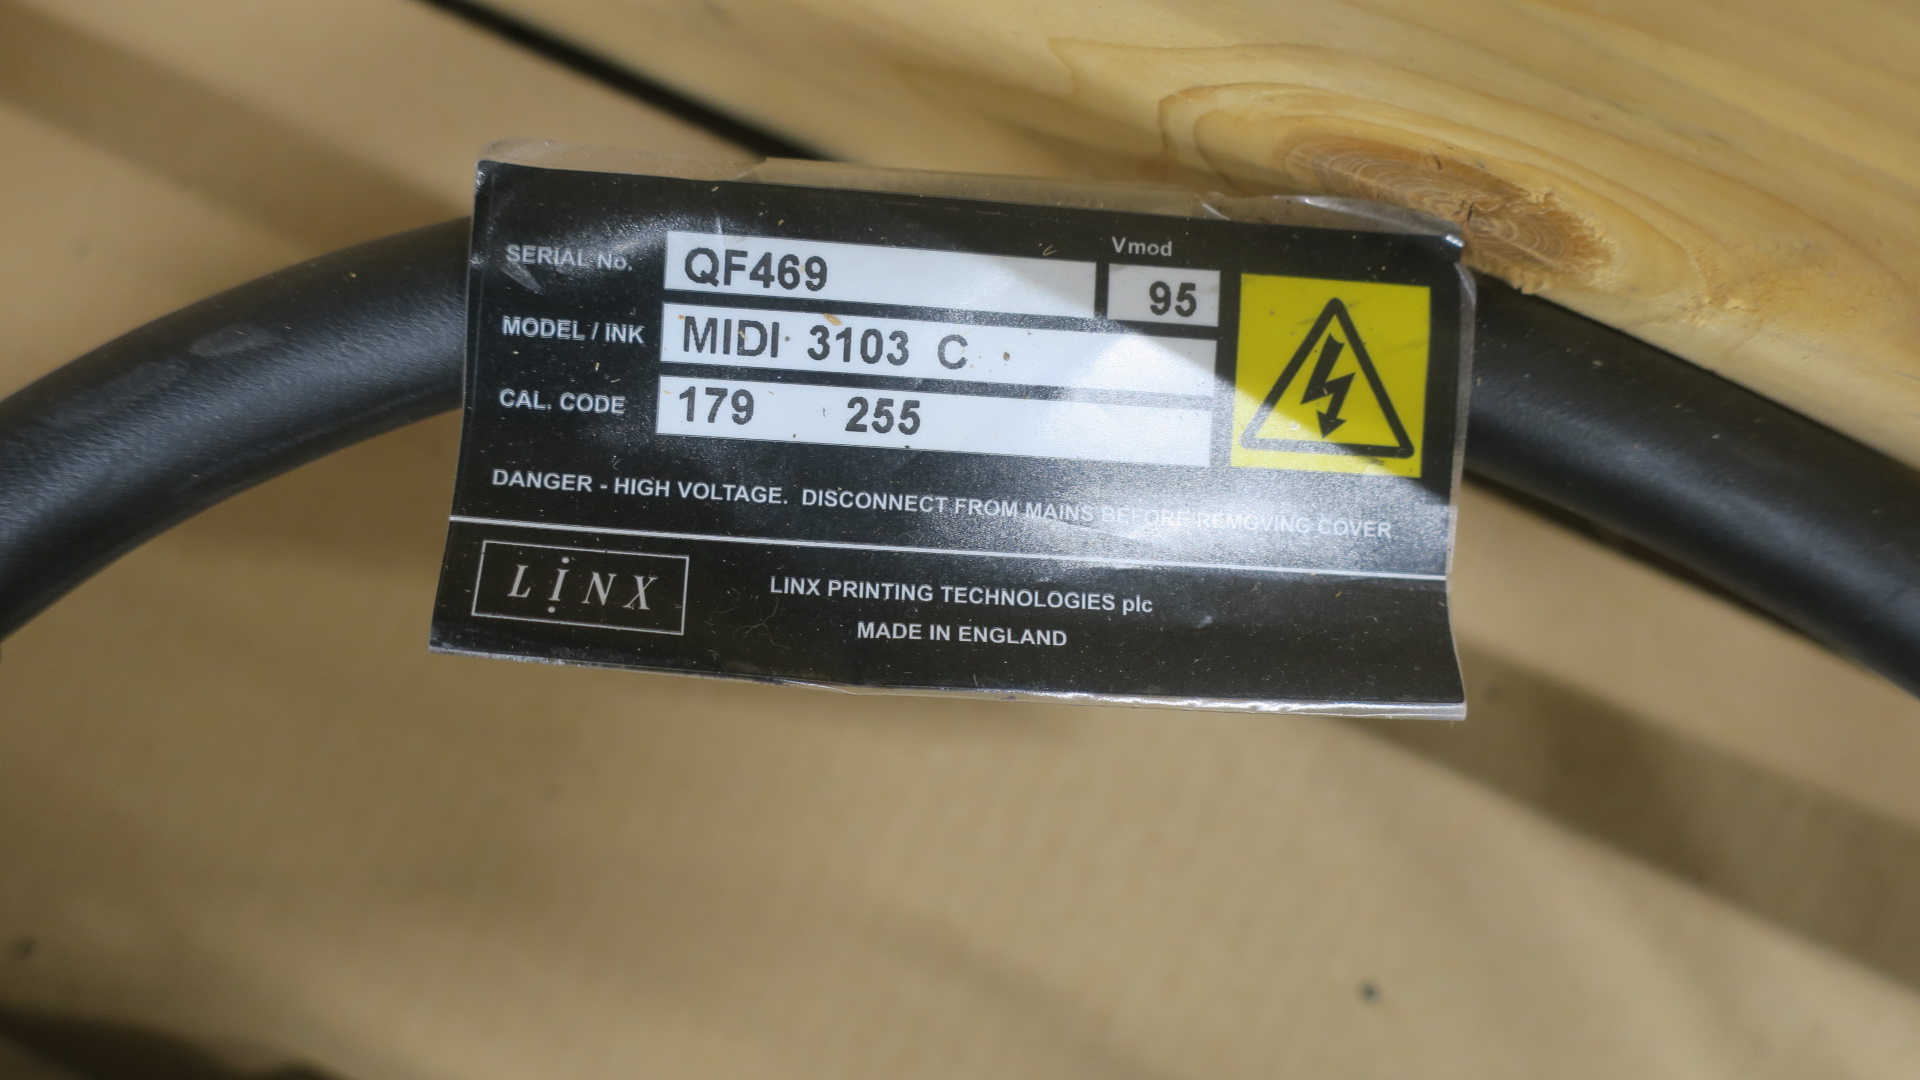 Vmod
SERIAL No. QF469 95
MODEL / INK MIDI 3103 C
CAL. CODE 179 255
DANGER - HIGH VOLTAGE. DISCONNECT FROM MAINS BEFORE REMOVING COVER
LINX
LINX PRINTING TECHNOLOGIES plc
MADE IN ENGLAND